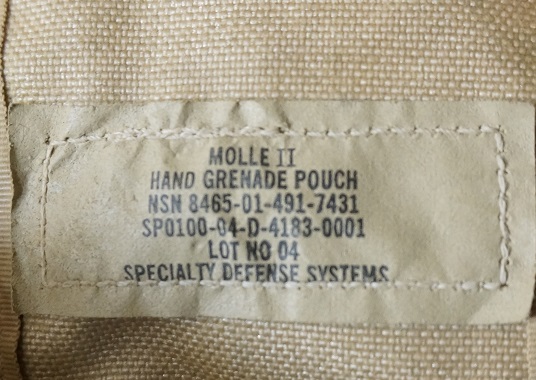 MOLLE II
HAND GRENADE POUCH
NSN 8465-01-491-7431
SP0100-04-D-4183-0001
LOT NO 04
SPECIALTY DEFENSE SYSTEMS